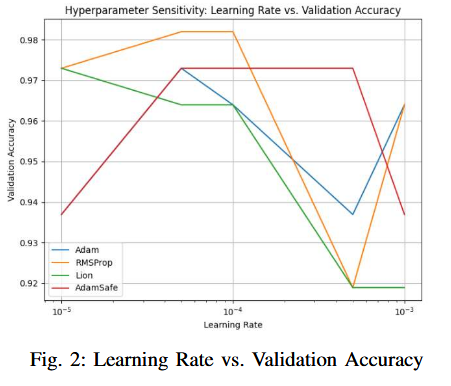 Hyperparameter Sensitivity: Learning Rate vs. Validation Accuracy
0.98
0.97
0.96
0.95
0.94
0.93
0.92
Validation Accuracy
Adam
RMSProp
Lion
AdamSafe
10⁻⁵
10⁻⁴
10⁻³
Learning Rate
Fig. 2: Learning Rate vs. Validation Accuracy